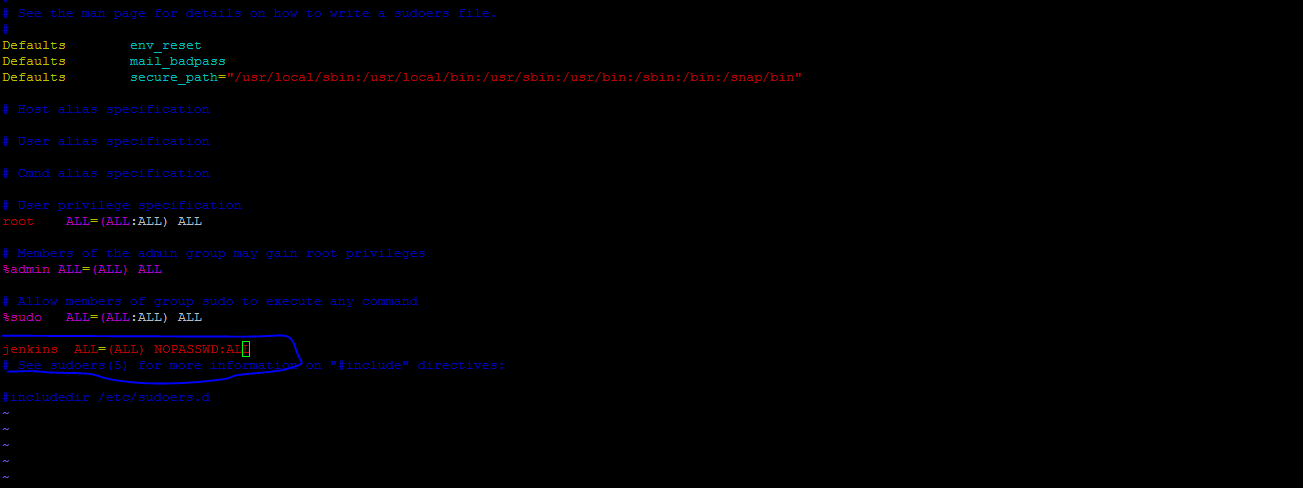 # See the man page for details on how to write a sudoers file.
#
Defaults        env_reset
Defaults        mail_badpass
Defaults        secure_path="/usr/local/sbin:/usr/local/bin:/usr/sbin:/usr/bin:/sbin:/bin:/snap/bin"
# Host alias specification
# User alias specification
# Cmnd alias specification
# User privilege specification
root    ALL=(ALL:ALL) ALL
# Members of the admin group may gain root privileges
%admin ALL=(ALL) ALL
# Allow members of group sudo to execute any command
%sudo   ALL=(ALL:ALL) ALL
jenkins  ALL=(ALL) NOPASSWD:ALL
# See sudoers(5) for more information on "#include" directives:
#includedir /etc/sudoers.d
~
~
~
~
~